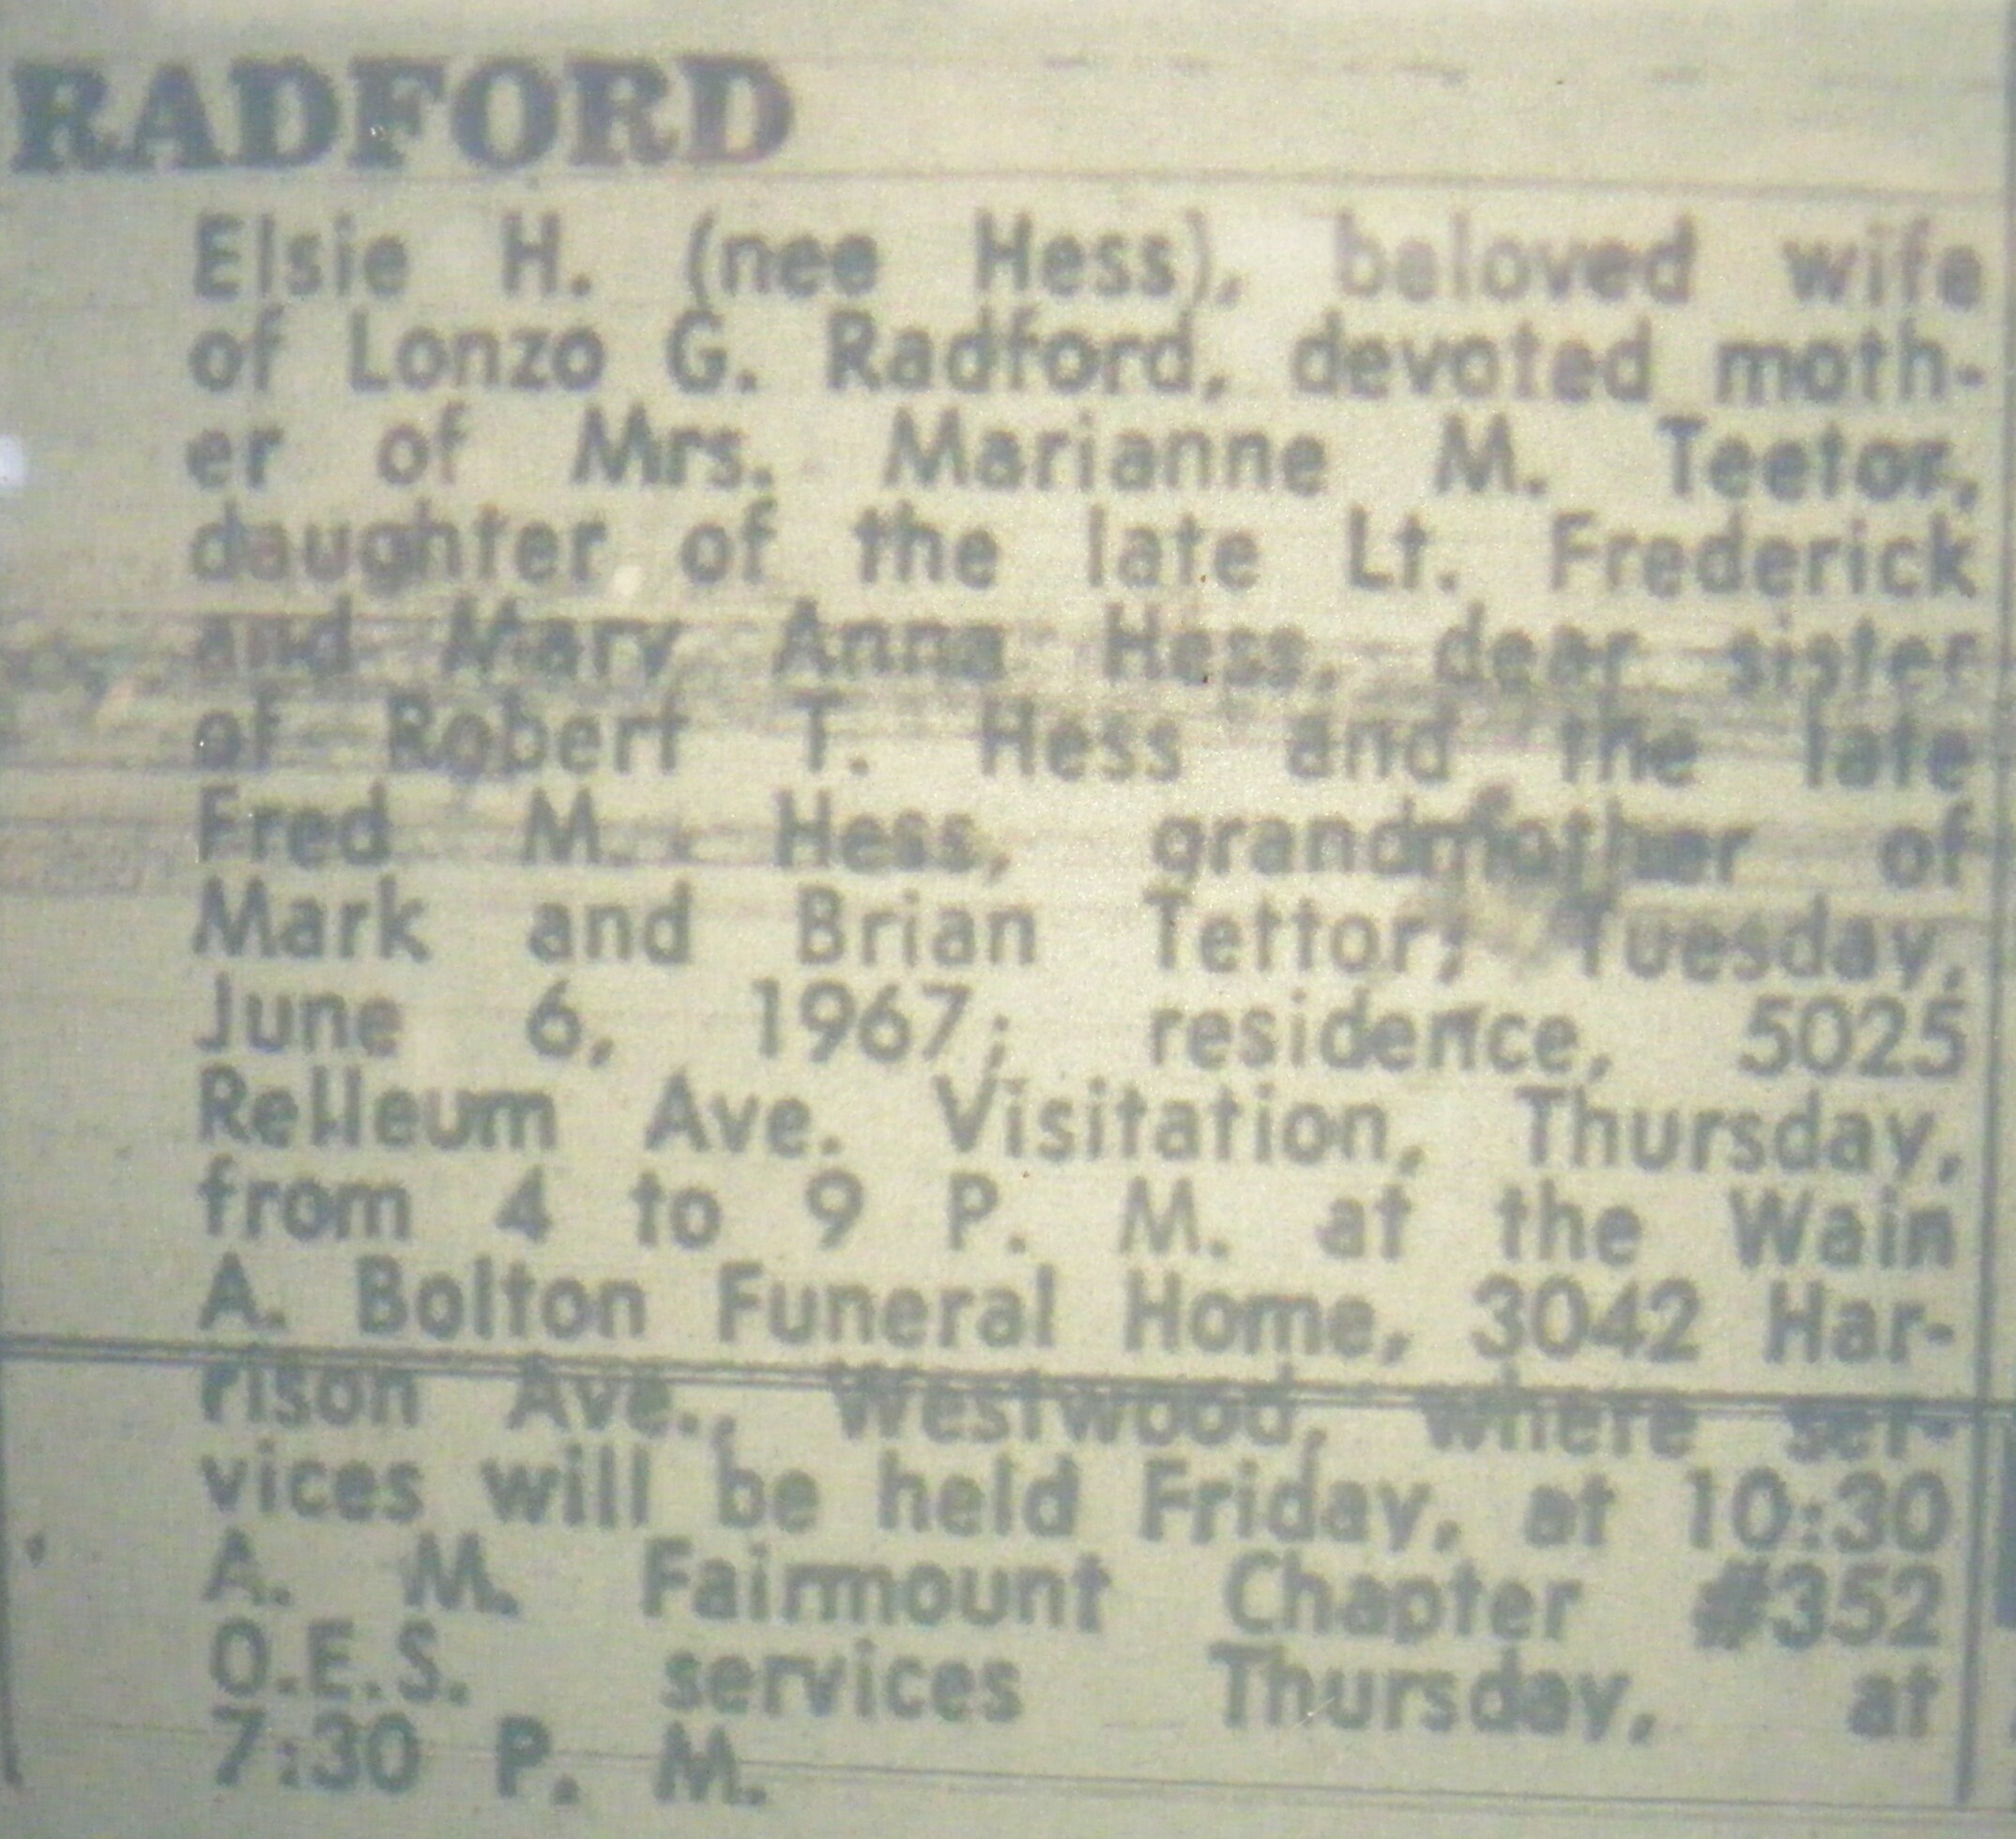 RADFORD
Elsie H. (nee Hess), beloved wife
of Lonzo G. Radford, devoted moth-
er of Mrs. Marianne M. Teetor,
daughter of the late Lt. Frederick
and Mary Anna Hess, dear sister
of Robert T. Hess and the late
Fred M. Hess, grandmother of
Mark and Brian Tettor; Tuesday,
June 6, 1967; residence, 5025
Relleum Ave. Visitation, Thursday,
from 4 to 9 P. M. at the Wain
A. Bolton Funeral Home, 3042 Har-
rison Ave., Westwood, where ser-
vices will be held Friday, at 10:30
A. M. Fairmount Chapter #352
O.E.S. services Thursday, at
7:30 P. M.